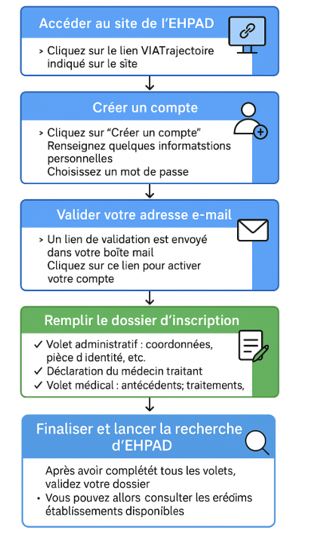 Accéder au site de l'EHPAD
> Cliquez sur le lien VIATrajectoire
indiqué sur le site
Créer un compte
> Cliquez sur "Créer un compte"
Renseignez quelques informatstions
personnelles
Choisissez un mot de passe
Valider votre adresse e-mail
> Un lien de validation est envoyé
dans votre boîte mail
Cliquez sur ce lien pour activer
votre compte
Remplir le dossier d'inscription
✓ Volet administratif : coordonnées,
pièce d identité, etc.
✓ Déclaration du médecin traitant
✓ Volet médical : antécédents; traitements,
Finaliser et lancer la recherche
d'EHPAD
Après avoir complétét tous les volets,
validez votre dossier
• Vous pouvez allors consulter les erédims
établissements disponibles